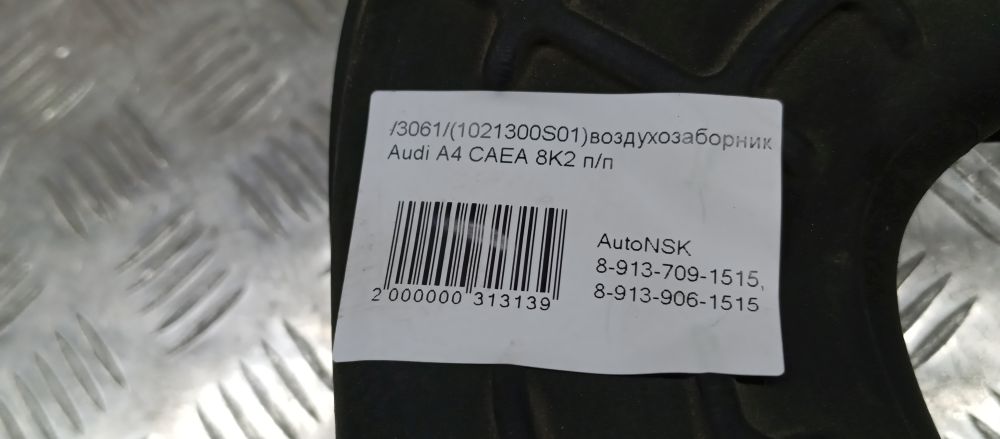 /3061/(1021300S01)воздухозаборник
Audi A4 CAEA 8K2 п/п
AutoNSK
8-913-709-1515,
8-913-906-1515
2 000000 313139